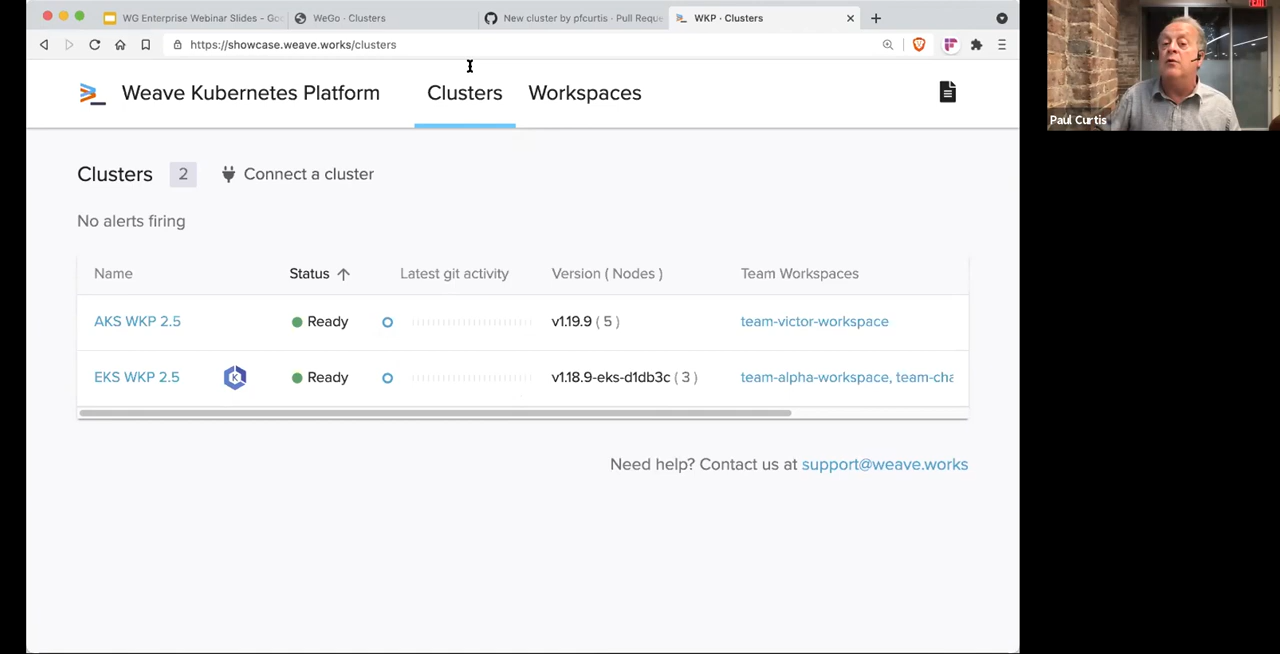 WG Enterprise Webinar Slides - Goo
WeGo · Clusters
New cluster by pfcurtis · Pull Reque
WKP · Clusters
https://showcase.weave.works/clusters
EXIT
Weave Kubernetes Platform
Clusters
Workspaces
Paul Curtis
Clusters 2
Connect a cluster
No alerts firing
Name Status Latest git activity Version ( Nodes ) Team Workspaces
AKS WKP 2.5 Ready v1.19.9 ( 5 ) team-victor-workspace
EKS WKP 2.5 K Ready v1.18.9-eks-d1db3c ( 3 ) team-alpha-workspace, team-cha
Need help? Contact us at support@weave.works